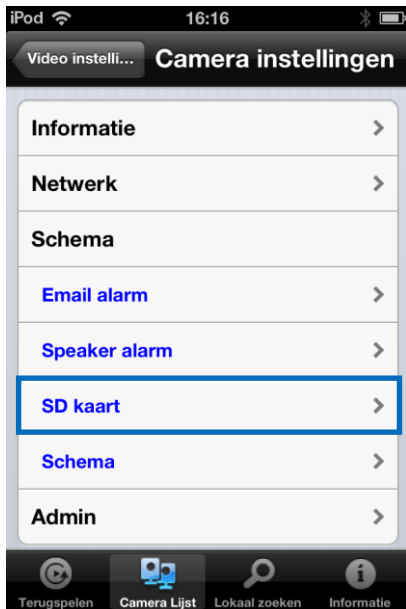 iPod 16:16
Video instelli... Camera instellingen
Informatie
Netwerk
Schema
Email alarm
Speaker alarm
SD kaart
Schema
Admin
Terugspelen Camera Lijst Lokaal zoeken Informatie